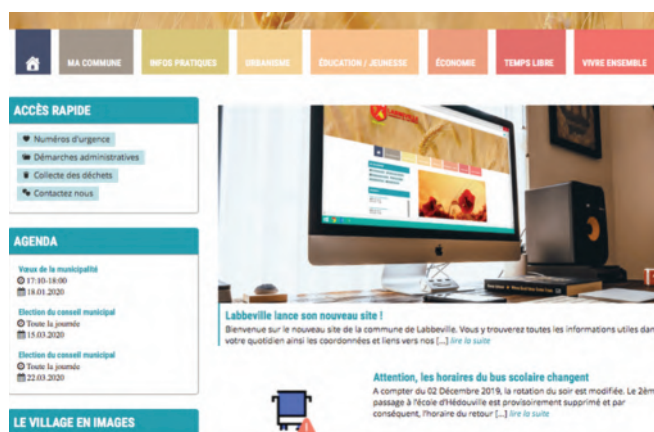 MA COMMUNE
INFOS PRATIQUES
URBANISME
ÉDUCATION / JEUNESSE
ÉCONOMIE
TEMPS LIBRE
VIVRE ENSEMBLE
ACCÈS RAPIDE
Numéros d'urgence
Démarches administratives
Collecte des déchets
Contactez nous
AGENDA
Vœux de la municipalité
17:10-18:00
18.01.2020
Election du conseil municipal
Toute la journée
15.03.2020
Election du conseil municipal
Toute la journée
22.03.2020
LE VILLAGE EN IMAGES
LABBEVILLE
Labbeville lance son nouveau site !
Bienvenue sur le nouveau site de la commune de Labbeville. Vous y trouverez toutes les informations utiles dan
votre quotidien ainsi les coordonnées et liens vers nos [...] lire la suite
Attention, les horaires du bus scolaire changent
A compter du 02 Décembre 2019, la rotation du soir est modifiée. Le 2èm
passage à l'école d'Hédouville est provisoirement supprimé et par
conséquent, l'horaire du retour [...] lire la suite